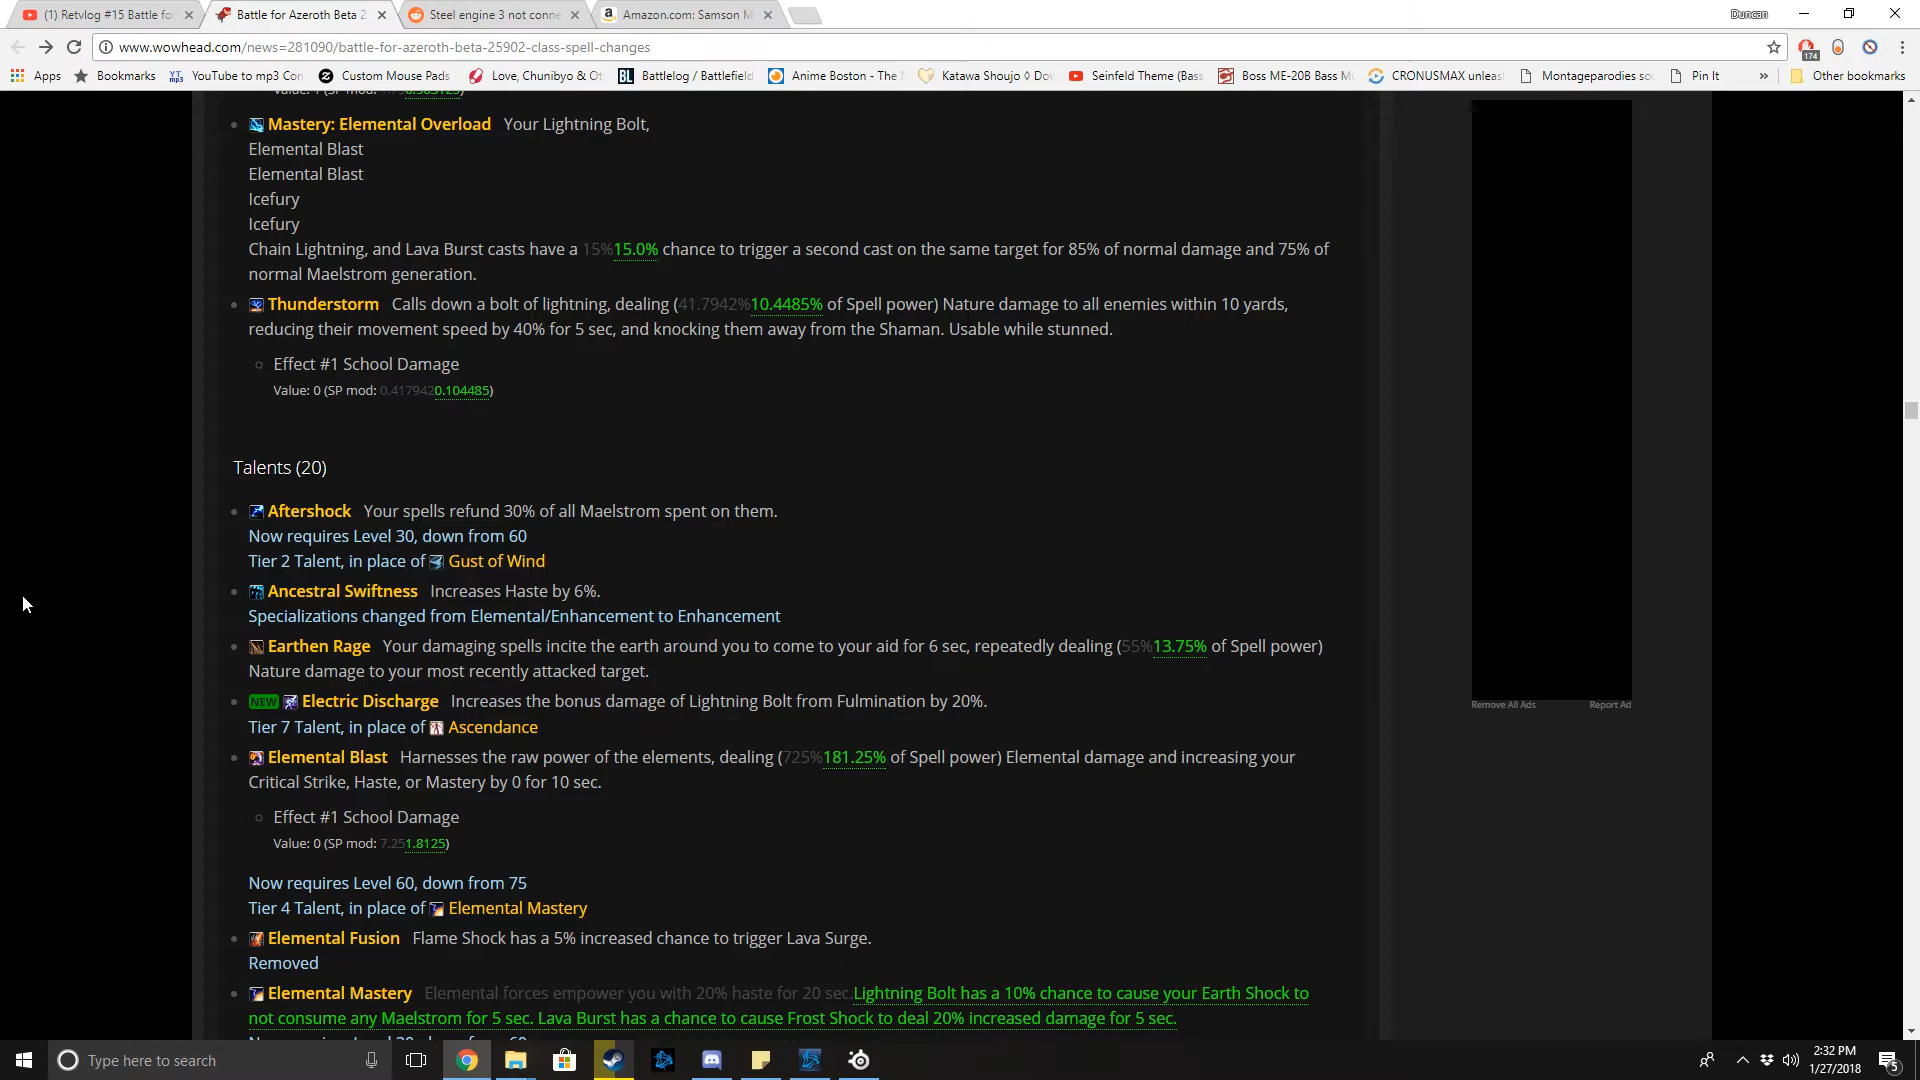 (1) Retvlog #15 Battle for
Battle for Azeroth Beta 2
Steel engine 3 not conne
Amazon.com: Samson M
Duncan
www.wowhead.com/news=281090/battle-for-azeroth-beta-25902-class-spell-changes
174
Apps Bookmarks YouTube to mp3 Con Custom Mouse Pads Love, Chunibyo & Ot Battlelog / Battlefield Anime Boston - The Katawa Shoujo ◊ Dow Seinfeld Theme (Bass Boss ME-20B Bass Mu CRONUSMAX unleas Montageparodies so Pin It » Other bookmarks
Mastery: Elemental Overload Your Lightning Bolt,
Elemental Blast
Elemental Blast
Icefury
Icefury
Chain Lightning, and Lava Burst casts have a 15%15.0% chance to trigger a second cast on the same target for 85% of normal damage and 75% of
normal Maelstrom generation.
Thunderstorm Calls down a bolt of lightning, dealing (41.7942%10.4485% of Spell power) Nature damage to all enemies within 10 yards,
reducing their movement speed by 40% for 5 sec, and knocking them away from the Shaman. Usable while stunned.
Effect #1 School Damage
Value: 0 (SP mod: 0.4179420.104485)
Talents (20)
Aftershock Your spells refund 30% of all Maelstrom spent on them.
Now requires Level 30, down from 60
Tier 2 Talent, in place of Gust of Wind
Ancestral Swiftness Increases Haste by 6%.
Specializations changed from Elemental/Enhancement to Enhancement
Earthen Rage Your damaging spells incite the earth around you to come to your aid for 6 sec, repeatedly dealing (55%13.75% of Spell power)
Nature damage to your most recently attacked target.
NEW Electric Discharge Increases the bonus damage of Lightning Bolt from Fulmination by 20%.
Tier 7 Talent, in place of Ascendance
Elemental Blast Harnesses the raw power of the elements, dealing (725%181.25% of Spell power) Elemental damage and increasing your
Critical Strike, Haste, or Mastery by 0 for 10 sec.
Effect #1 School Damage
Value: 0 (SP mod: 7.251.8125)
Now requires Level 60, down from 75
Tier 4 Talent, in place of Elemental Mastery
Elemental Fusion Flame Shock has a 5% increased chance to trigger Lava Surge.
Removed
Elemental Mastery Elemental forces empower you with 20% haste for 20 sec.Lightning Bolt has a 10% chance to cause your Earth Shock to
not consume any Maelstrom for 5 sec. Lava Burst has a chance to cause Frost Shock to deal 20% increased damage for 5 sec.
Remove All Ads Report Ad
Type here to search
2:32 PM
1/27/2018
5